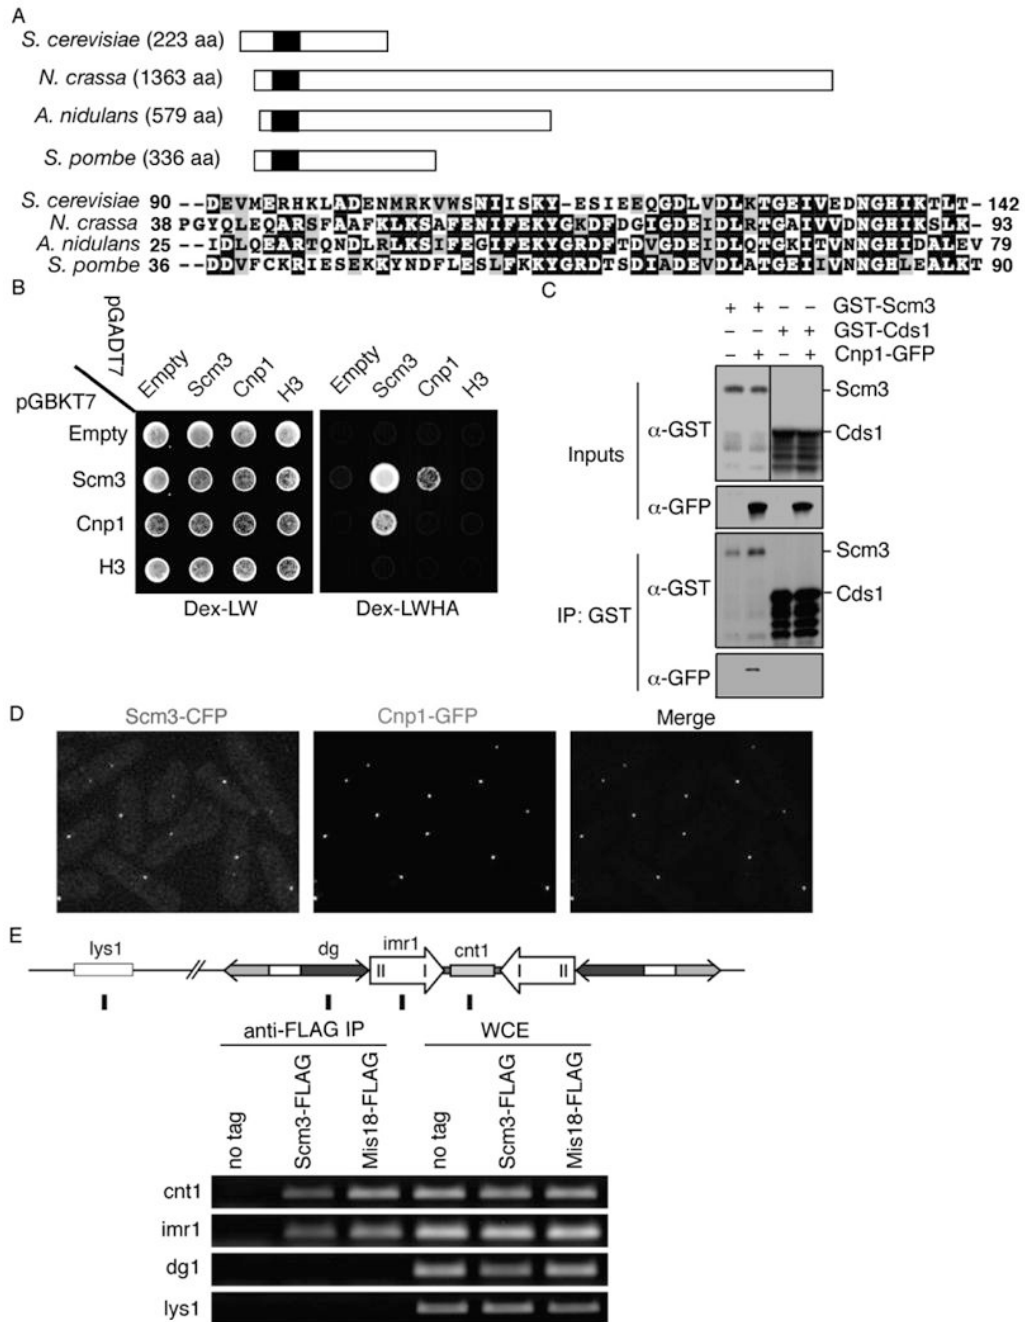 A
S. cerevisiae (223 aa)
N. crassa (1363 aa)
A. nidulans (579 aa)
S. pombe (336 aa)
S. cerevisiae 90 --DEVMERHKLADENMRKVWSNIISKY-ESIEEQGDLVDLKTGEIVEDNGHIKTLT- 142
N. crassa 38 PGYQLEQARSFAAFKLKSAFENIFEKYGKDFDGIGDEIDLRTGAIVVDNGHIKSLK- 93
A. nidulans 25 --IDLQEARTQNDLRLKSIFEGIFEKYGRDFTDVGDEIDLQTGKITVNNGHIDALEV 79
S. pombe 36 --DDVFCKRIESEKKYNDFLESLFKKYGRDTSDIADEVDLATGEIIVNNGHLEALKT 90
B
pGADT7
pGBKT7
Empty Scm3 Cnp1 H3
Empty Scm3 Cnp1 H3
Empty
Scm3
Cnp1
H3
Dex-LW
Dex-LWHA
C
+ + – – GST-Scm3
– – + + GST-Cds1
– + – + Cnp1-GFP
Inputs
α-GST
Scm3
Cds1
α-GFP
IP: GST
α-GST
Scm3
Cds1
α-GFP
D
Scm3-CFP
Cnp1-GFP
Merge
E
lys1
dg
imr1
cnt1
II I I II
anti-FLAG IP
WCE
no tag
Scm3-FLAG
Mis18-FLAG
no tag
Scm3-FLAG
Mis18-FLAG
cnt1
imr1
dg1
lys1